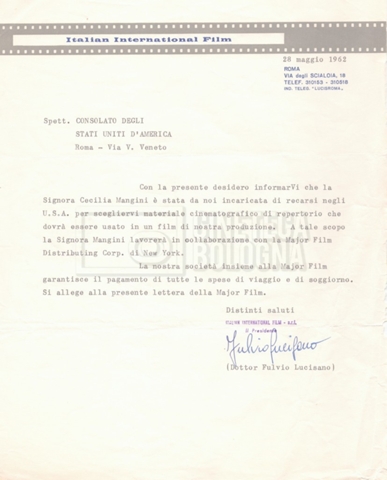 Italian International Film
28 maggio 1962
ROMA
VIA degli SCIALOIA, 18
TELEF. 310153 - 310518
IND. TELEG "LUCIROMA"
Spett. CONSOLATO DEGLI
STATI UNITI D'AMERICA
Roma - Via V. Veneto
Con la presente desidero informarVi che la
Signora Cecilia Mangini è stata da noi incaricata di recarsi negli
U.S.A. per scegliervi materiale cinematografico di repertorio che
dovrà essere usato in un film di nostra produzione. A tale scopo
la Signora Mangini lavorerà in collaborazione con la Major Film
Distributing Corp. di New York.
La nostra società insieme alla Major Film
garantisce il pagamento di tutte le spese di viaggio e di soggiorno.
Si allega alla presente lettera della Major Film.
CINETECA
BOLOGNA
Distinti saluti
ITALIAN INTERNATIONAL FILM - s.r.l.
Il Presidente
Fulvio Lucisano
(Dottor Fulvio Lucisano)